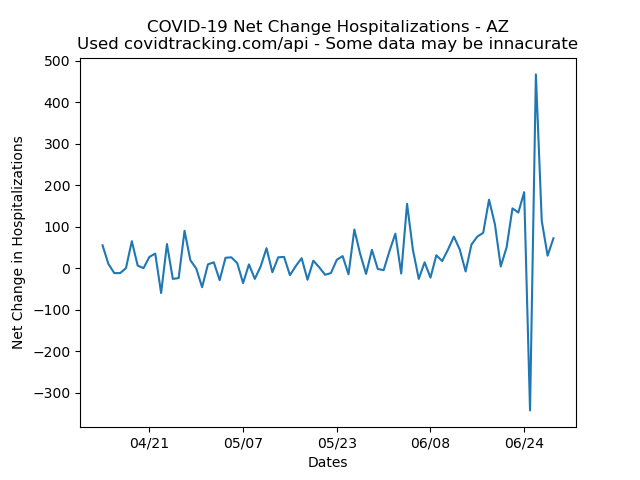 COVID-19 Net Change Hospitalizations - AZ
Used covidtracking.com/api - Some data may be innacurate
500
400
300
200
100
0
−100
−200
−300
Net Change in Hospitalizations
04/21 05/07 05/23 06/08 06/24
Dates